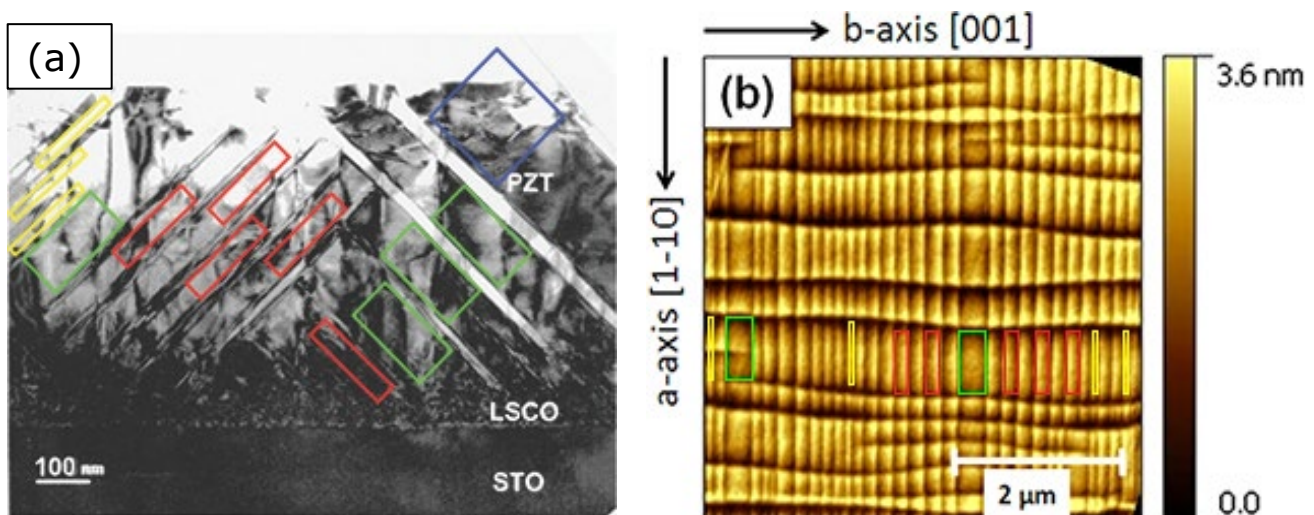 (a)
PZT
LSCO
100 nm
STO
b-axis [001]
a-axis [1-10]
(b)
3.6 nm
2 µm
0.0